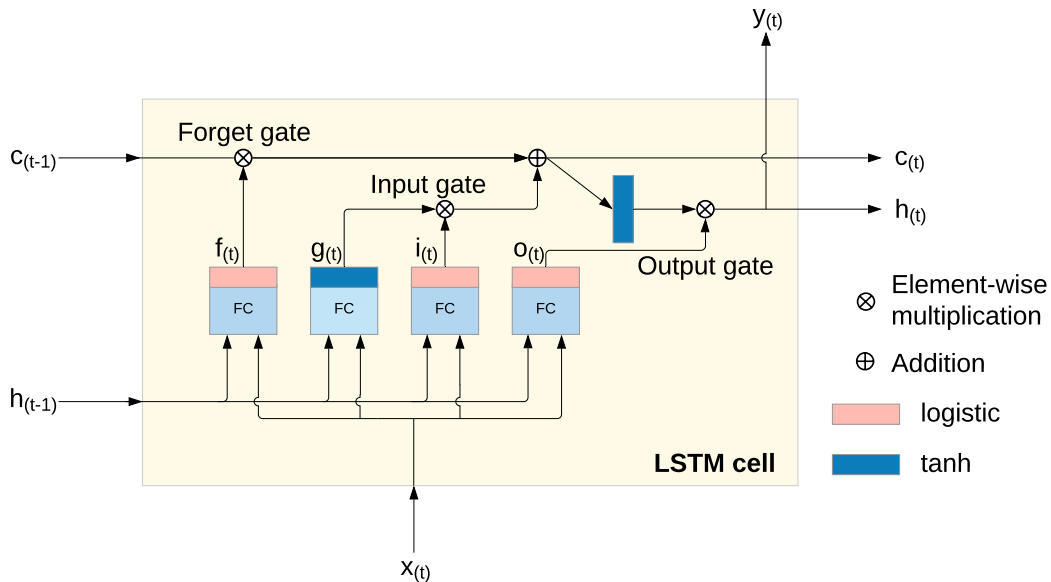 y(t)
Forget gate
c(t-1)
c(t)
Input gate
h(t)
f(t)
g(t)
i(t)
o(t)
Output gate
FC
FC
FC
FC
Element-wise
multiplication
Addition
h(t-1)
logistic
LSTM cell
tanh
x(t)